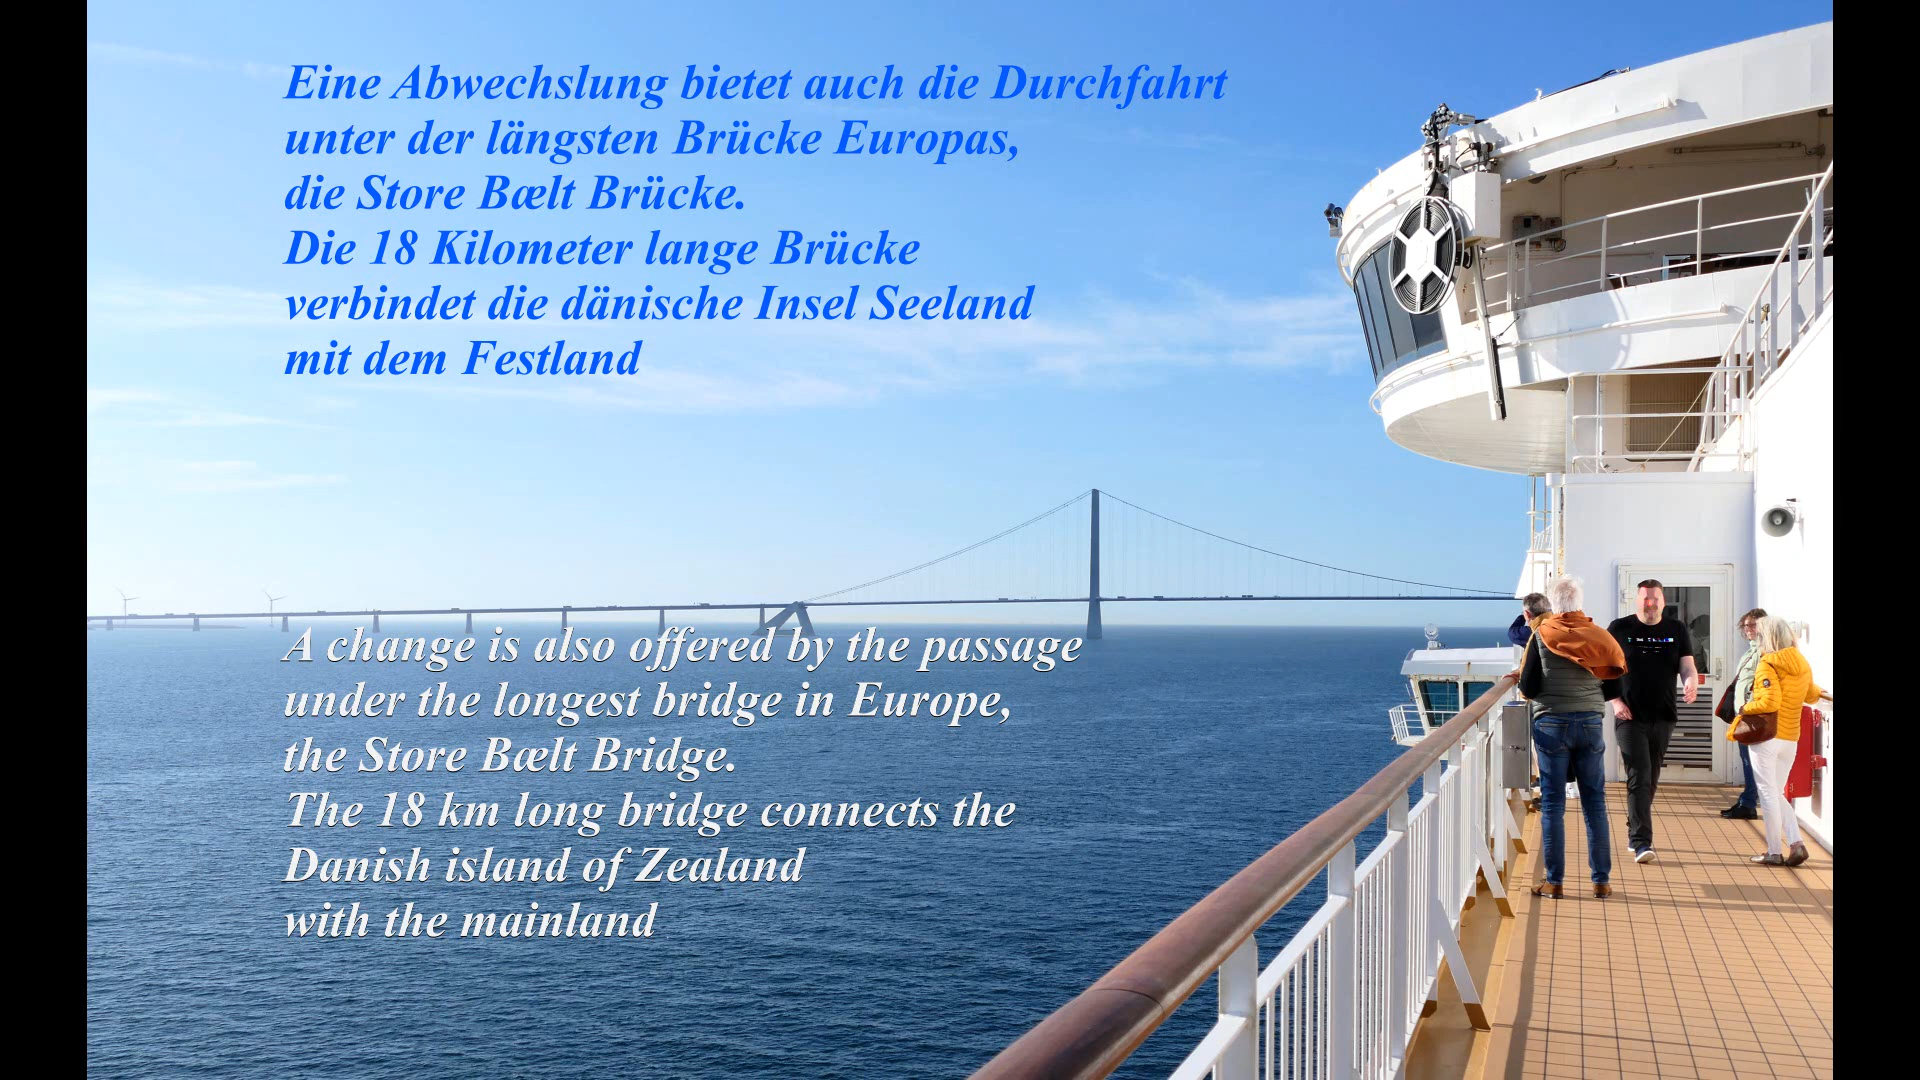 Eine Abwechslung bietet auch die Durchfahrt
unter der längsten Brücke Europas,
die Store Bælt Brücke.
Die 18 Kilometer lange Brücke
verbindet die dänische Insel Seeland
mit dem Festland
A change is also offered by the passage
under the longest bridge in Europe,
the Store Bælt Bridge.
The 18 km long bridge connects the
Danish island of Zealand
with the mainland